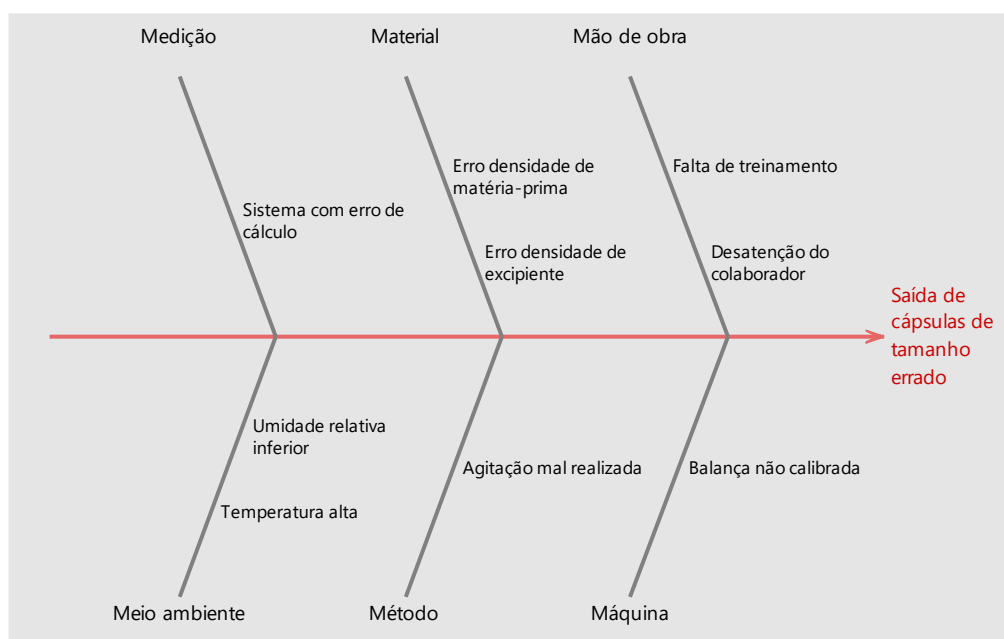 Medição
Material
Mão de obra
Erro densidade de
matéria-prima
Falta de treinamento
Sistema com erro de
cálculo
Erro densidade de
excipiente
Desatenção do
colaborador
Saída de
cápsulas de
tamanho
errado
Umidade relativa
inferior
Agitação mal realizada
Balança não calibrada
Temperatura alta
Meio ambiente
Método
Máquina